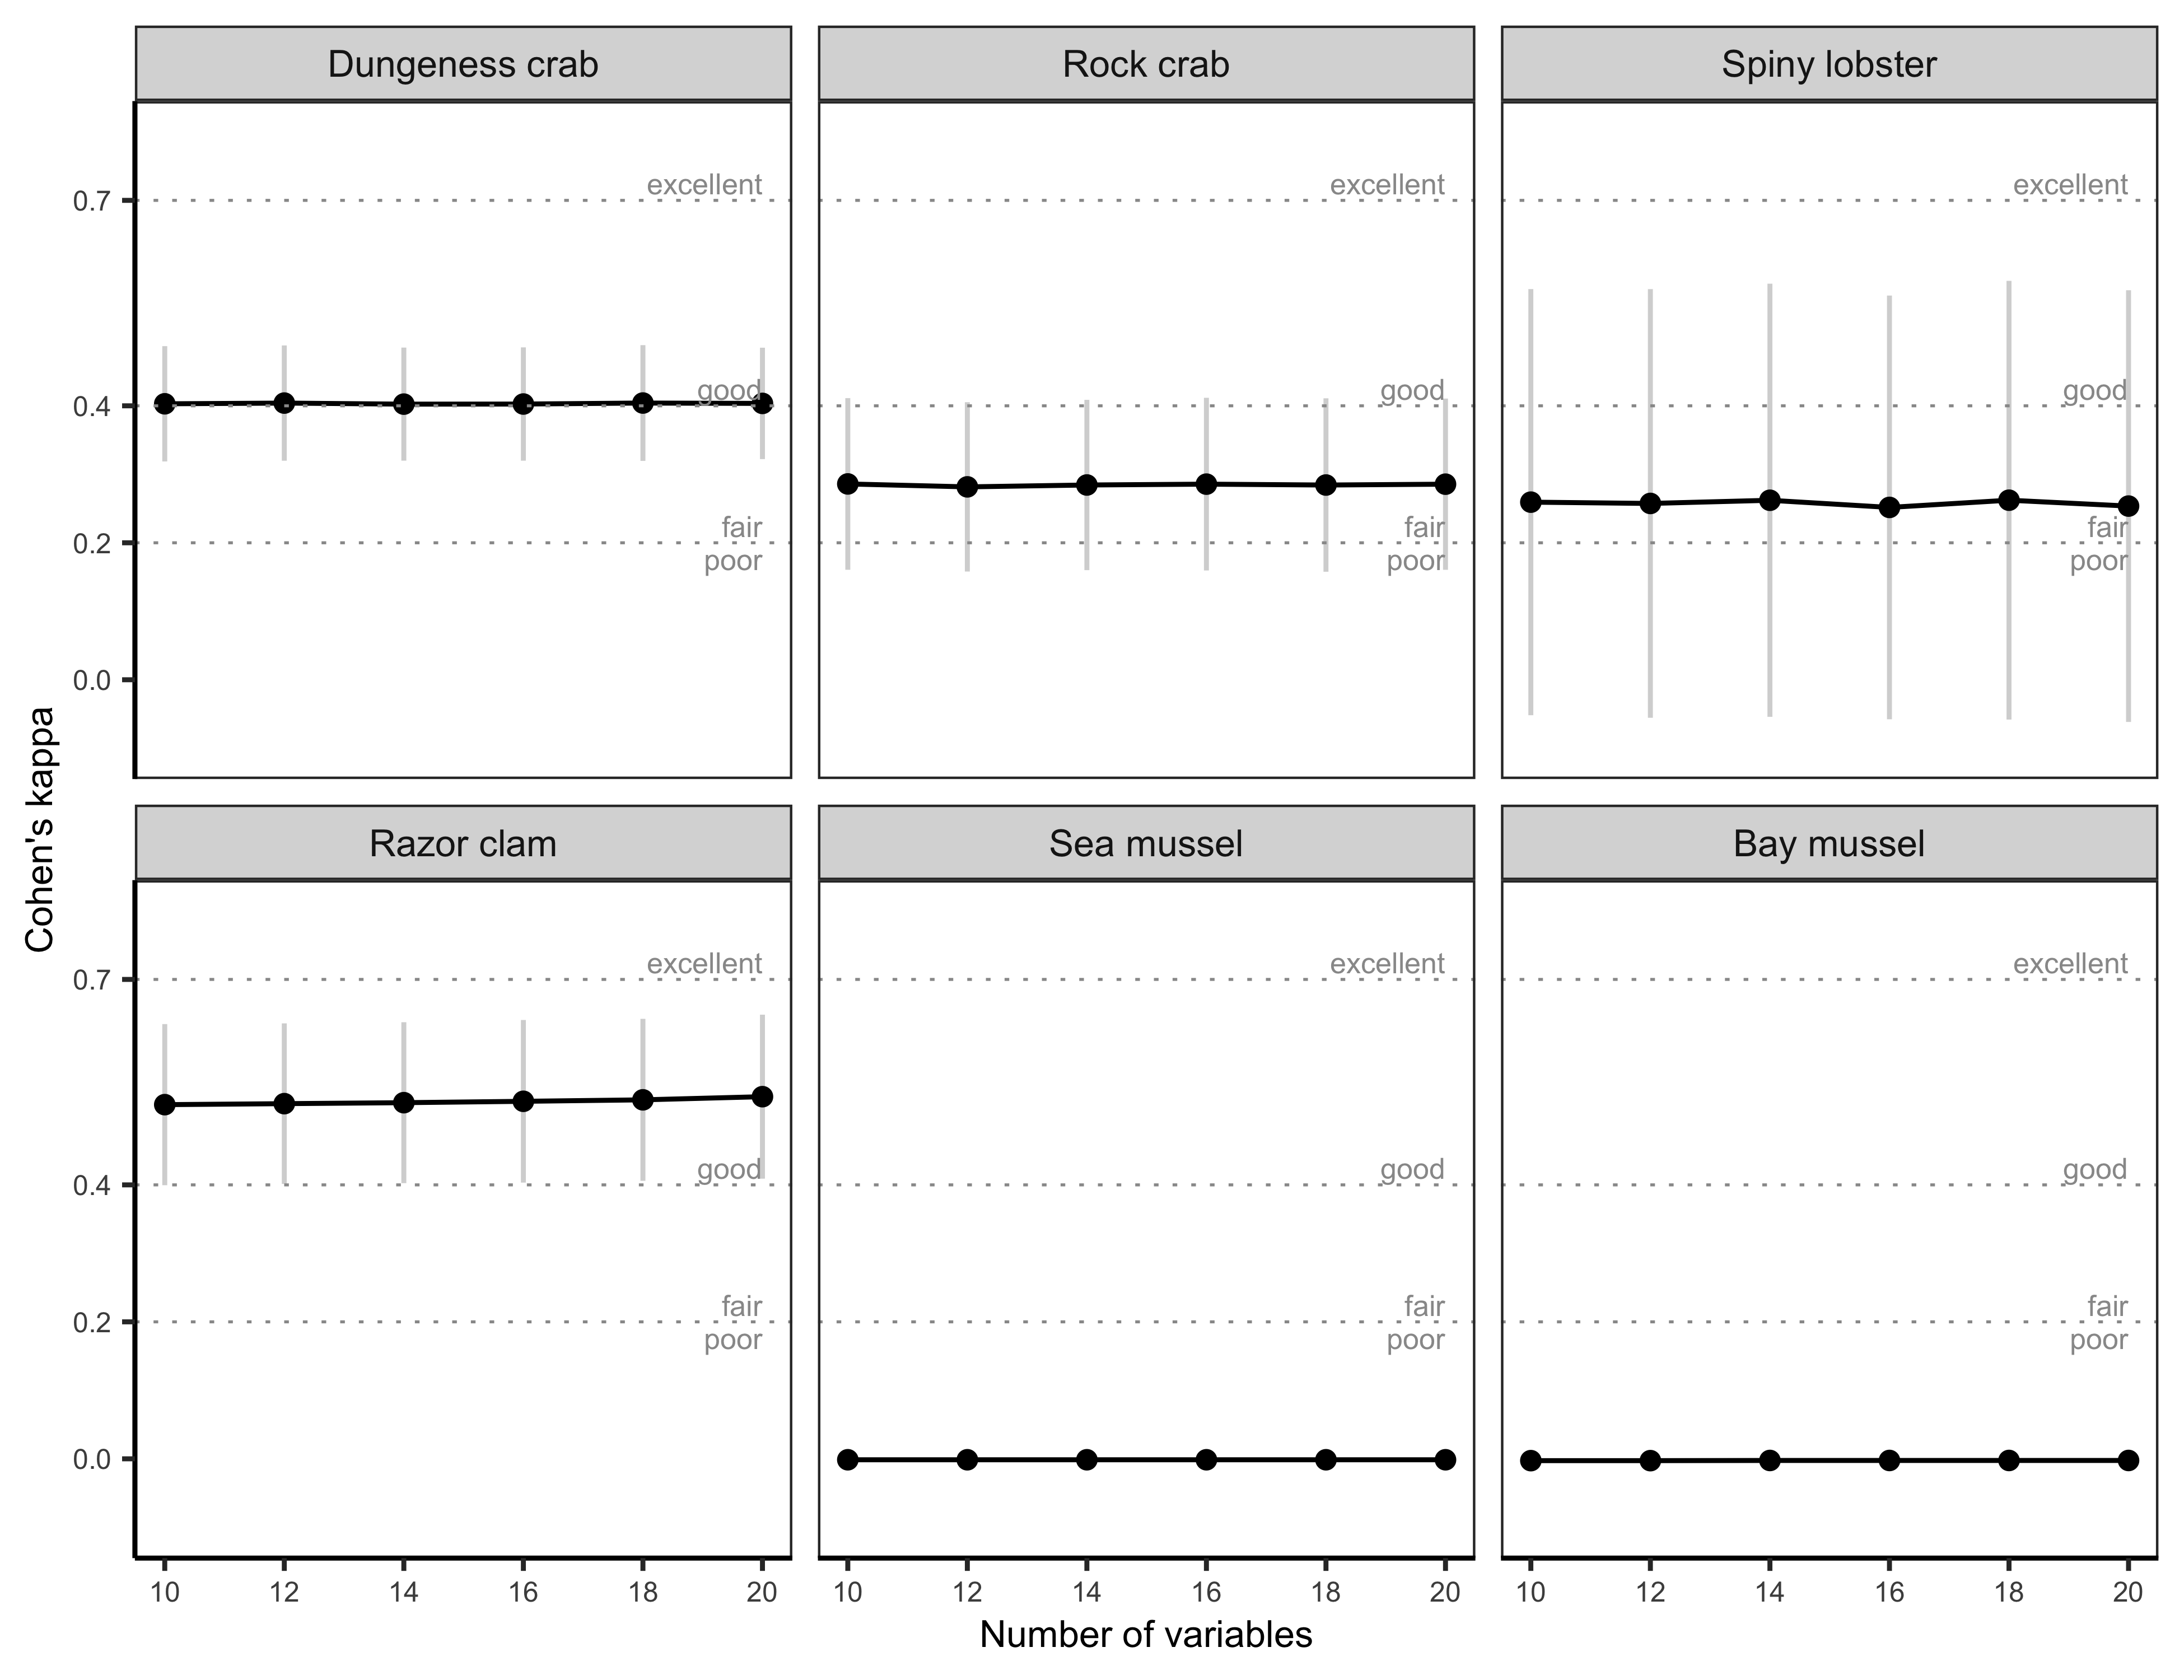 Dungeness crab
Rock crab
Spiny lobster
Cohen's kappa
0.7
0.4
0.2
0.0
excellent
good
fair
poor
excellent
good
fair
poor
excellent
good
fair
poor
Razor clam
Sea mussel
Bay mussel
0.7
0.4
0.2
0.0
excellent
good
fair
poor
excellent
good
fair
poor
excellent
good
fair
poor
10 12 14 16 18 20
10 12 14 16 18 20
10 12 14 16 18 20
Number of variables